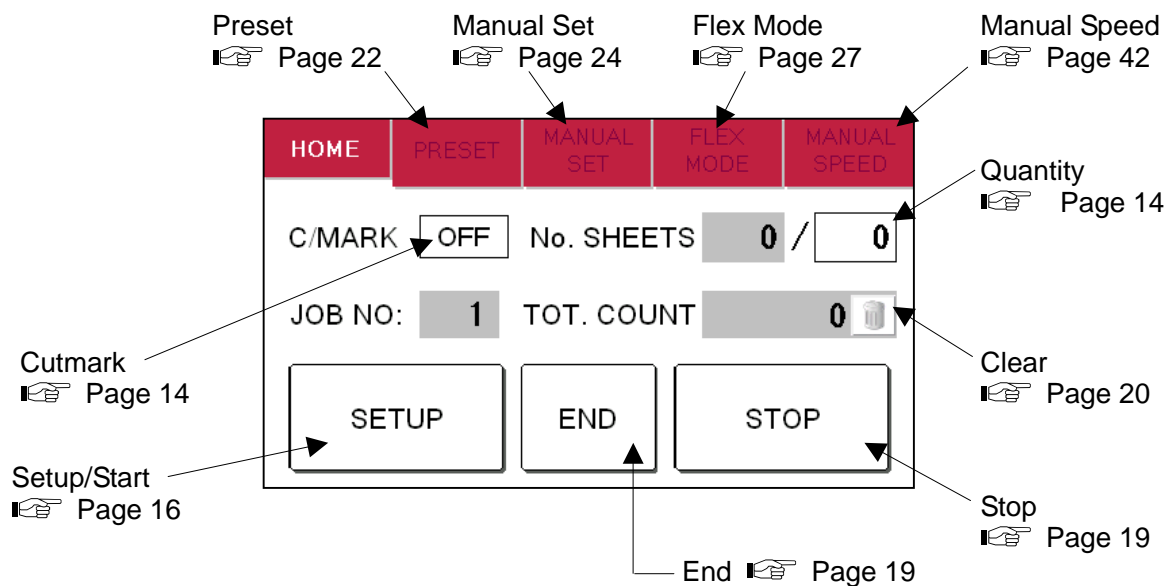 Preset
Page 22
Manual Set
Page 24
Flex Mode
Page 27
Manual Speed
Page 42
HOME
PRESET
MANUAL
SET
FLEX
MODE
MANUAL
SPEED
Quantity
Page 14
C/MARK OFF No. SHEETS 0 / 0
JOB NO: 1 TOT. COUNT 0
Cutmark
Page 14
Clear
Page 20
SETUP END STOP
Setup/Start
Page 16
Stop
Page 19
End Page 19